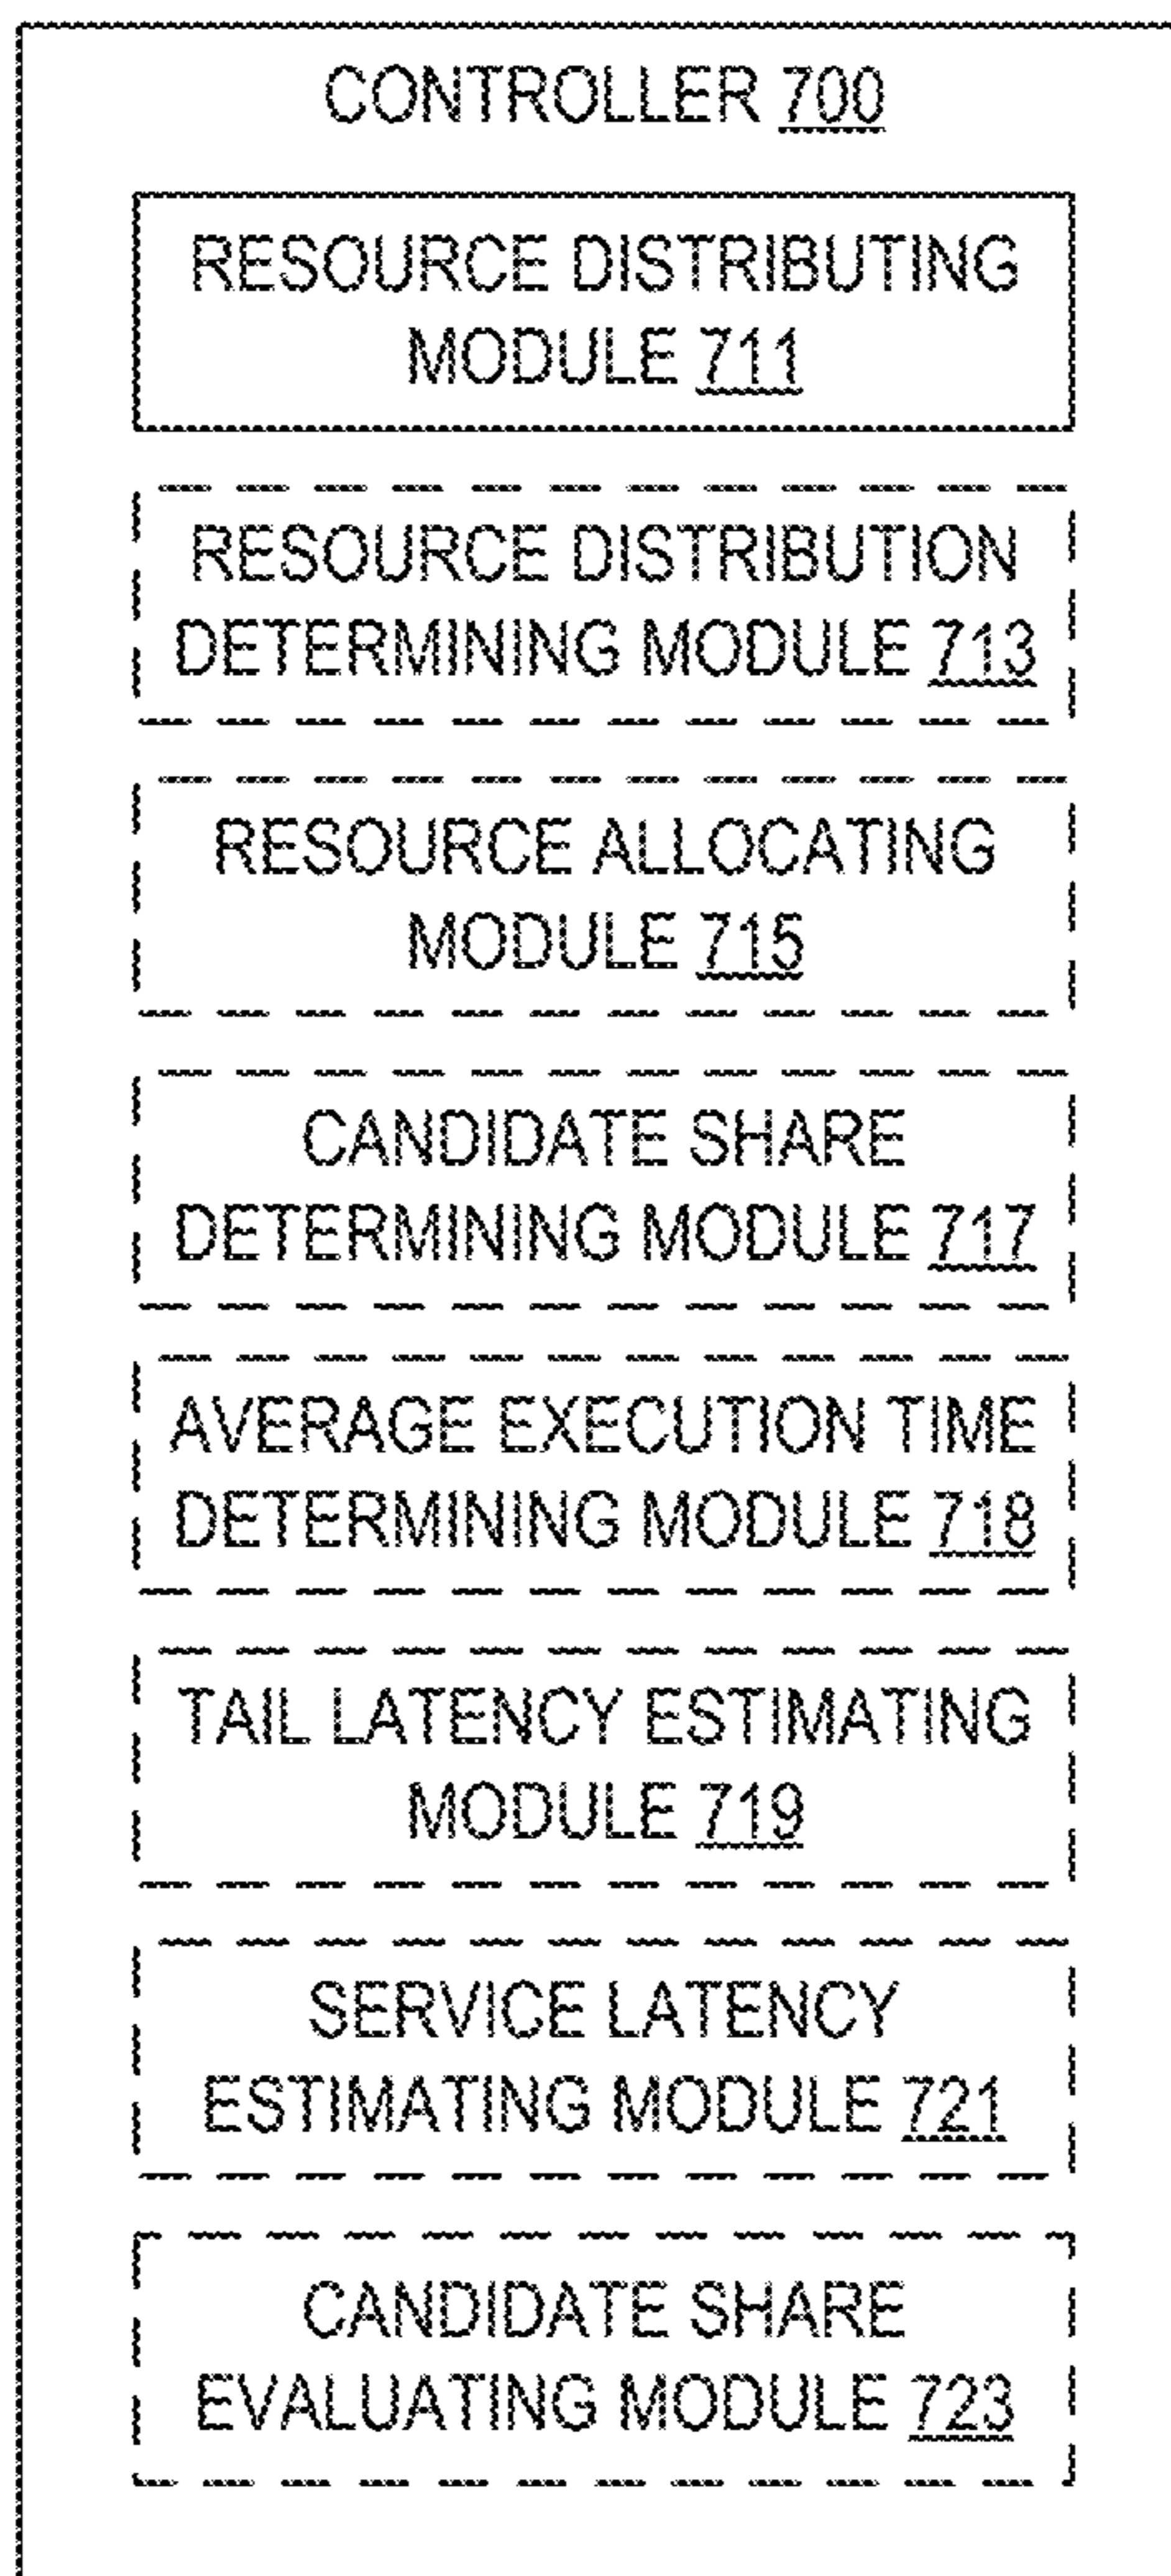 CONTROLLER 700
RESOURCE DISTRIBUTING
MODULE 711
RESOURCE DISTRIBUTION
DETERMINING MODULE 713
RESOURCE ALLOCATING
MODULE 715
CANDIDATE SHARE
DETERMINING MODULE 717
AVERAGE EXECUTION TIME
DETERMINING MODULE 718
TAIL LATENCY ESTIMATING
MODULE 719
SERVICE LATENCY
ESTIMATING MODULE 721
CANDIDATE SHARE
EVALUATING MODULE 723